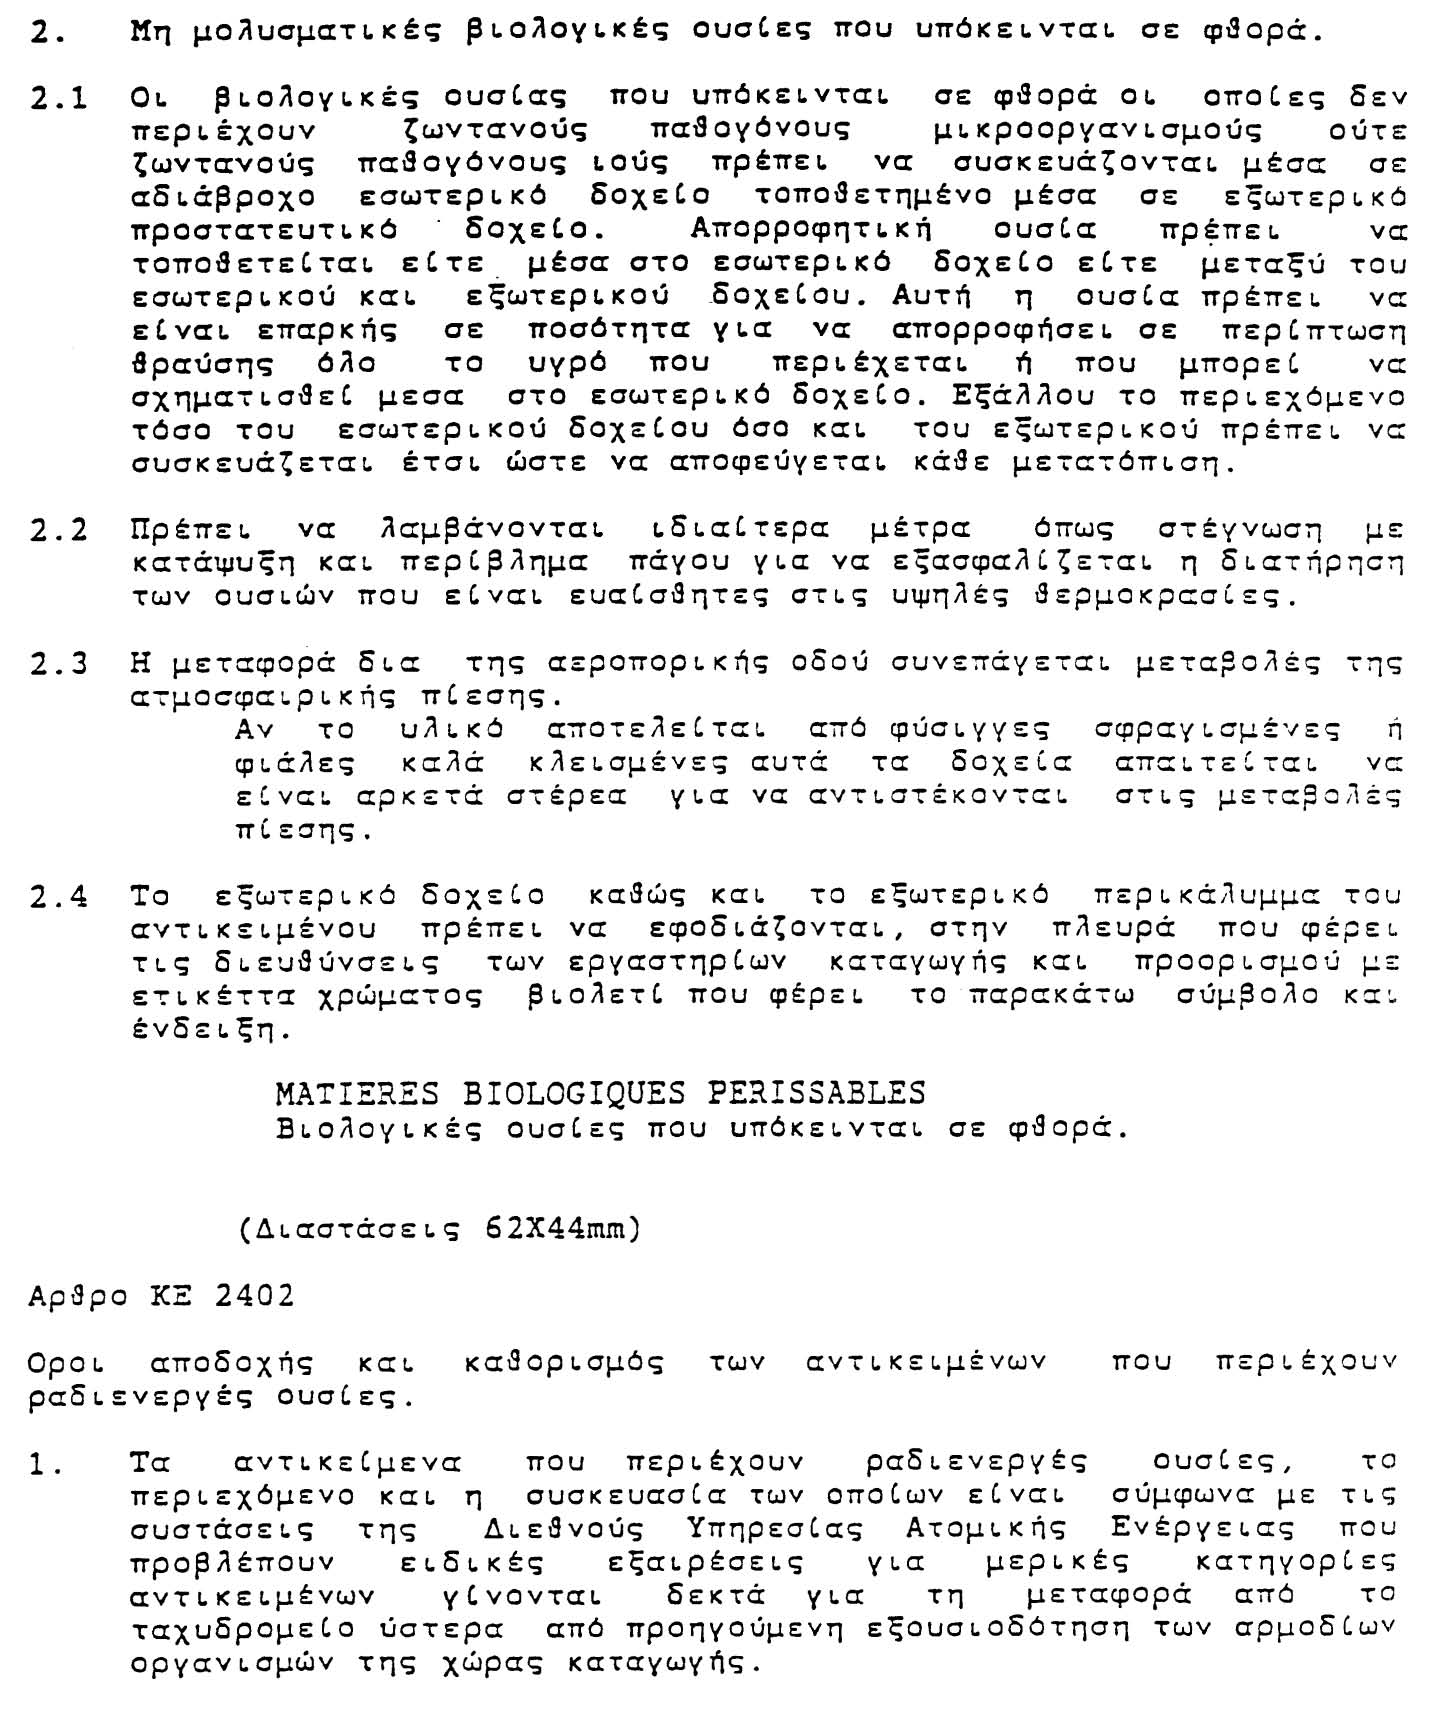 2. Μη μολυσματικές βιολογικές ουσίες που υπόκεινται σε φθορά.
2.1 Οι βιολογικές ουσίας που υπόκεινται σε φθορά οι οποίες δεν
περιέχουν ζωντανούς παθογόνους μικροοργανισμούς ούτε
ζωντανούς παθογόνους ιούς πρέπει να συσκευάζονται μέσα σε
αδιάβροχο εσωτερικό δοχείο τοποθετημένο μέσα σε εξωτερικό
προστατευτικό δοχείο. Απορροφητική ουσία πρέπει να
τοποθετείται είτε μέσα στο εσωτερικό δοχείο είτε μεταξύ του
εσωτερικού και εξωτερικού δοχείου. Αυτή η ουσία πρέπει να
είναι επαρκής σε ποσότητα για να απορροφήσει σε περίπτωση
θραύσης όλο το υγρό που περιέχεται ή που μπορεί να
σχηματισθεί μεσα στο εσωτερικό δοχείο. Εξάλλου το περιεχόμενο
τόσο του εσωτερικού δοχείου όσο και του εξωτερικού πρέπει να
συσκευάζεται έτσι ώστε να αποφεύγεται κάθε μετατόπιση.
2.2 Πρέπει να λαμβάνονται ιδιαίτερα μέτρα όπως στέγνωση με
κατάψυξη και περίβλημα πάγου για να εξασφαλίζεται η διατήρηση
των ουσιών που είναι ευαίσθητες στις υψηλές θερμοκρασίες.
2.3 Η μεταφορά δια της αεροπορικής οδού συνεπάγεται μεταβολές της
ατμοσφαιρικής πίεσης.
Αν το υλικό αποτελείται από φύσιγγες σφραγισμένες ή
φιάλες καλά κλεισμένες αυτά τα δοχεία απαιτείται να
είναι αρκετά στέρεα για να αντιστέκονται στις μεταβολές
πίεσης.
2.4 Το εξωτερικό δοχείο καθώς και το εξωτερικό περικάλυμμα του
αντικειμένου πρέπει να εφοδιάζονται, στην πλευρά που φέρει
τις διευθύνσεις των εργαστηρίων καταγωγής και προορισμού με
ετικέττα χρώματος βιολετί που φέρει το παρακάτω σύμβολο και
ένδειξη.
MATIERES BIOLOGIQUES PERISSABLES
Βιολογικές ουσίες που υπόκεινται σε φθορά.
(Διαστάσεις 62X44mm)
Αρθρο ΚΞ 2402
Οροι αποδοχής και καθορισμός των αντικειμένων που περιέχουν
ραδιενεργές ουσίες.
1. Τα αντικείμενα που περιέχουν ραδιενεργές ουσίες, το
περιεχόμενο και η συσκευασία των οποίων είναι σύμφωνα με τις
συστάσεις της Διεθνούς Υπηρεσίας Ατομικής Ενέργειας που
προβλέπουν ειδικές εξαιρέσεις για μερικές κατηγορίες
αντικειμένων γίνονται δεκτά για τη μεταφορά από το
ταχυδρομείο ύστερα από προηγούμενη εξουσιοδότηση των αρμοδίων
οργανισμών της χώρας καταγωγής.